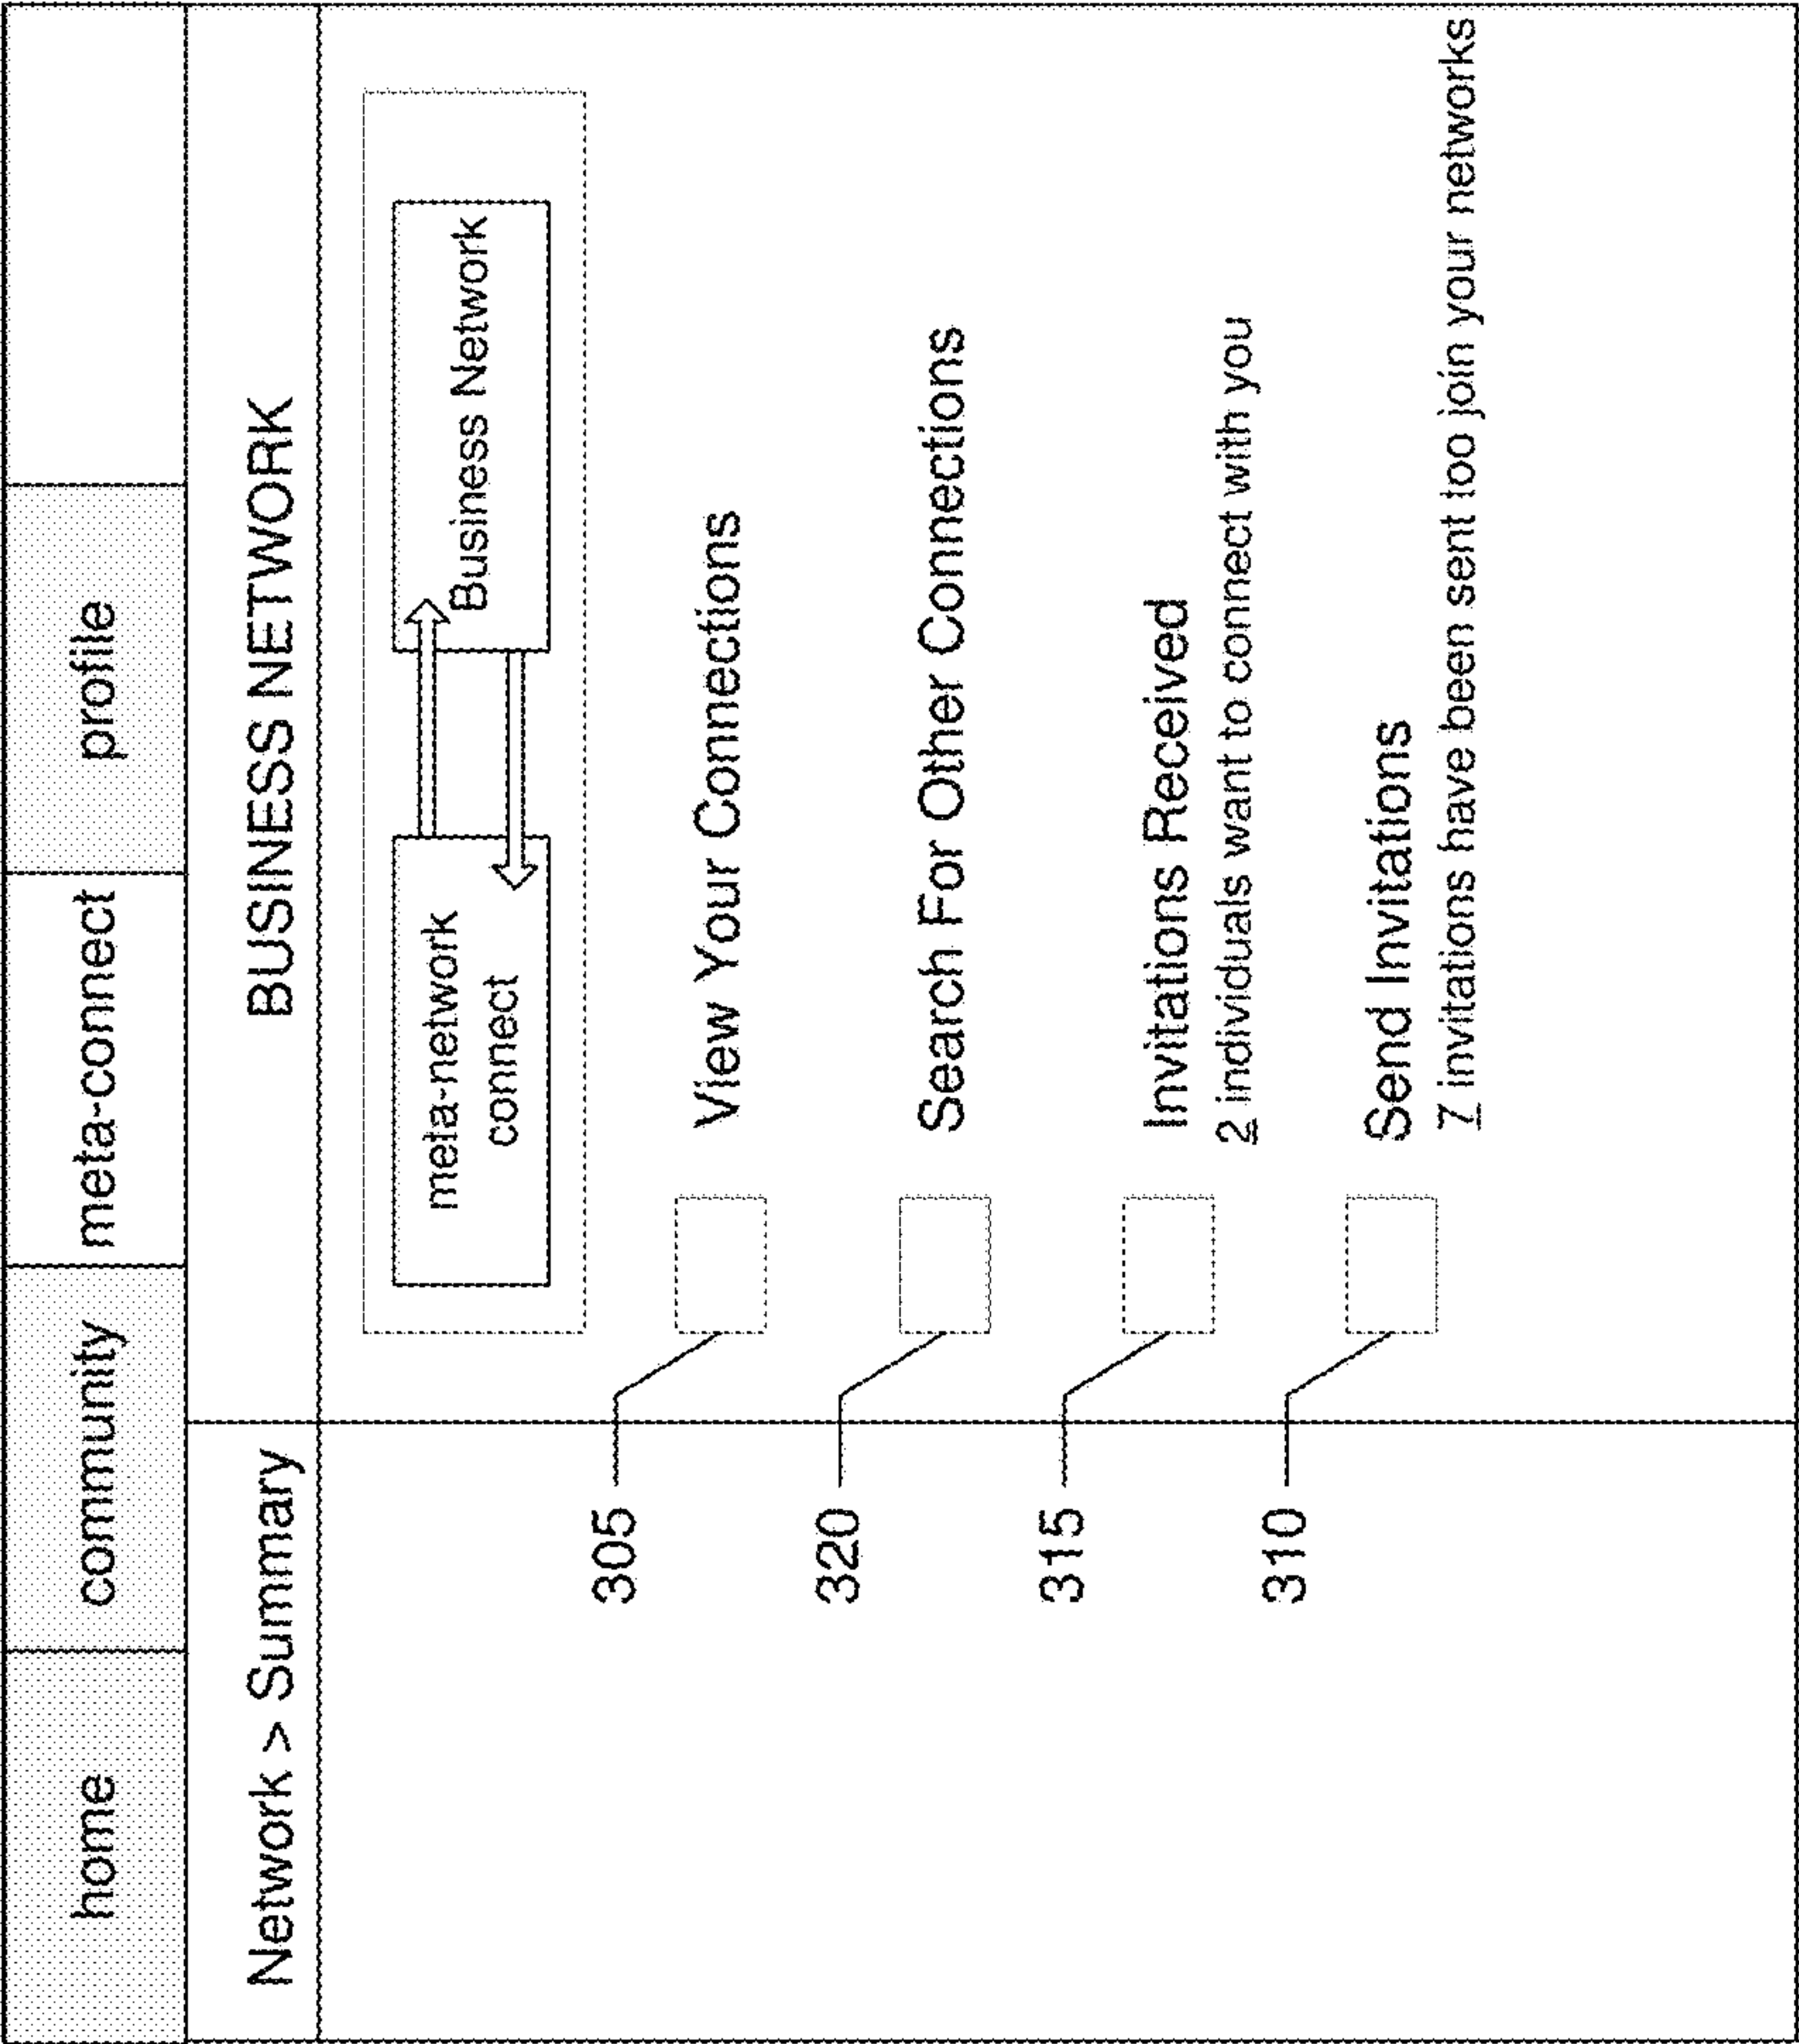 home
community
meta-connect
profile
Network > Summary
BUSINESS NETWORK
meta-network
connect
Business Network
305
View Your Connections
320
Search For Other Connections
315
Invitations Received
2 individuals want to connect with you
310
Send Invitations
7 invitations have been sent too join your networks